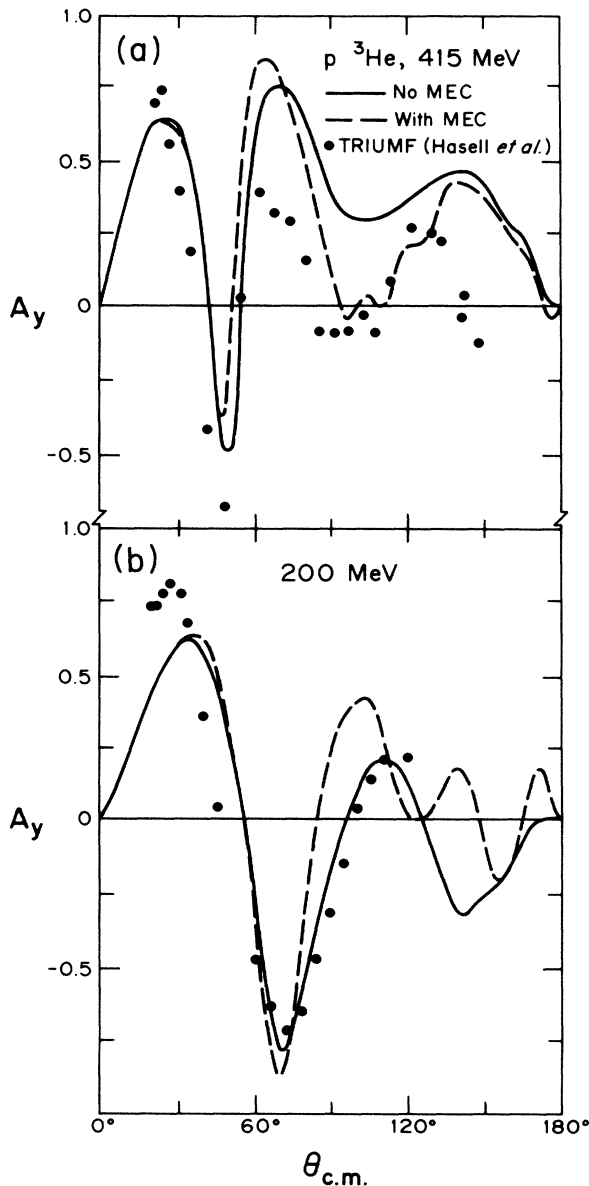 (a)
p ³He, 415 MeV
No MEC
With MEC
TRIUMF (Hasell et al.)
1.0
0.5
0
-0.5
Ay
(b)
200 MeV
1.0
0.5
0
-0.5
Ay
0° 60° 120° 180°
θc.m.